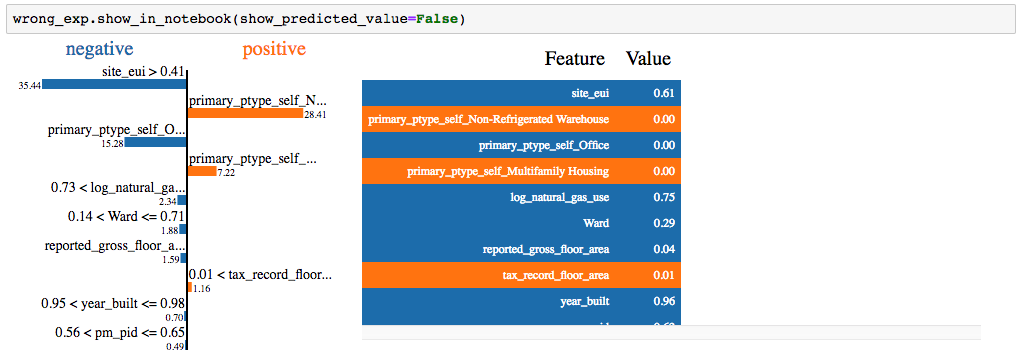 wrong_exp.show_in_notebook(show_predicted_value=False)
negative
positive
site_eui > 0.41
35.44
primary_ptype_self_N...
28.41
primary_ptype_self_O...
15.28
primary_ptype_self_...
7.22
0.73 < log_natural_ga...
2.34
0.14 < Ward <= 0.71
1.88
reported_gross_floor_a...
1.59
0.01 < tax_record_floor...
1.16
0.95 < year_built <= 0.98
0.70
0.56 < pm_pid <= 0.65
0.49
Feature Value
site_eui 0.61
primary_ptype_self_Non-Refrigerated Warehouse 0.00
primary_ptype_self_Office 0.00
primary_ptype_self_Multifamily Housing 0.00
log_natural_gas_use 0.75
Ward 0.29
reported_gross_floor_area 0.04
tax_record_floor_area 0.01
year_built 0.96